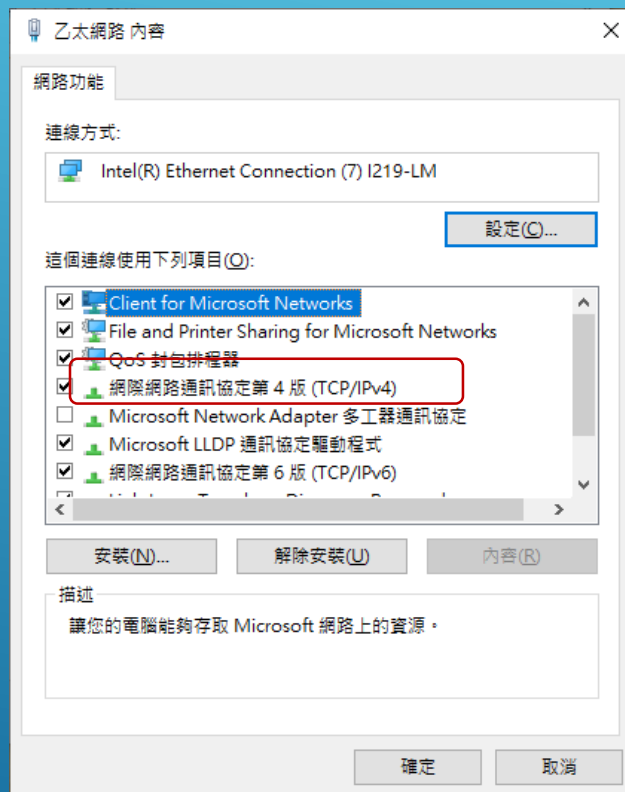 乙太網路 內容
網路功能
連線方式:
Intel(R) Ethernet Connection (7) I219-LM
設定(C)...
這個連線使用下列項目(O):
Client for Microsoft Networks
File and Printer Sharing for Microsoft Networks
QoS 封包排程器
網際網路通訊協定第 4 版 (TCP/IPv4)
Microsoft Network Adapter 多工器通訊協定
Microsoft LLDP 通訊協定驅動程式
網際網路通訊協定第 6 版 (TCP/IPv6)
安裝(N)...
解除安裝(U)
內容(R)
描述
讓您的電腦能夠存取 Microsoft 網路上的資源。
確定
取消